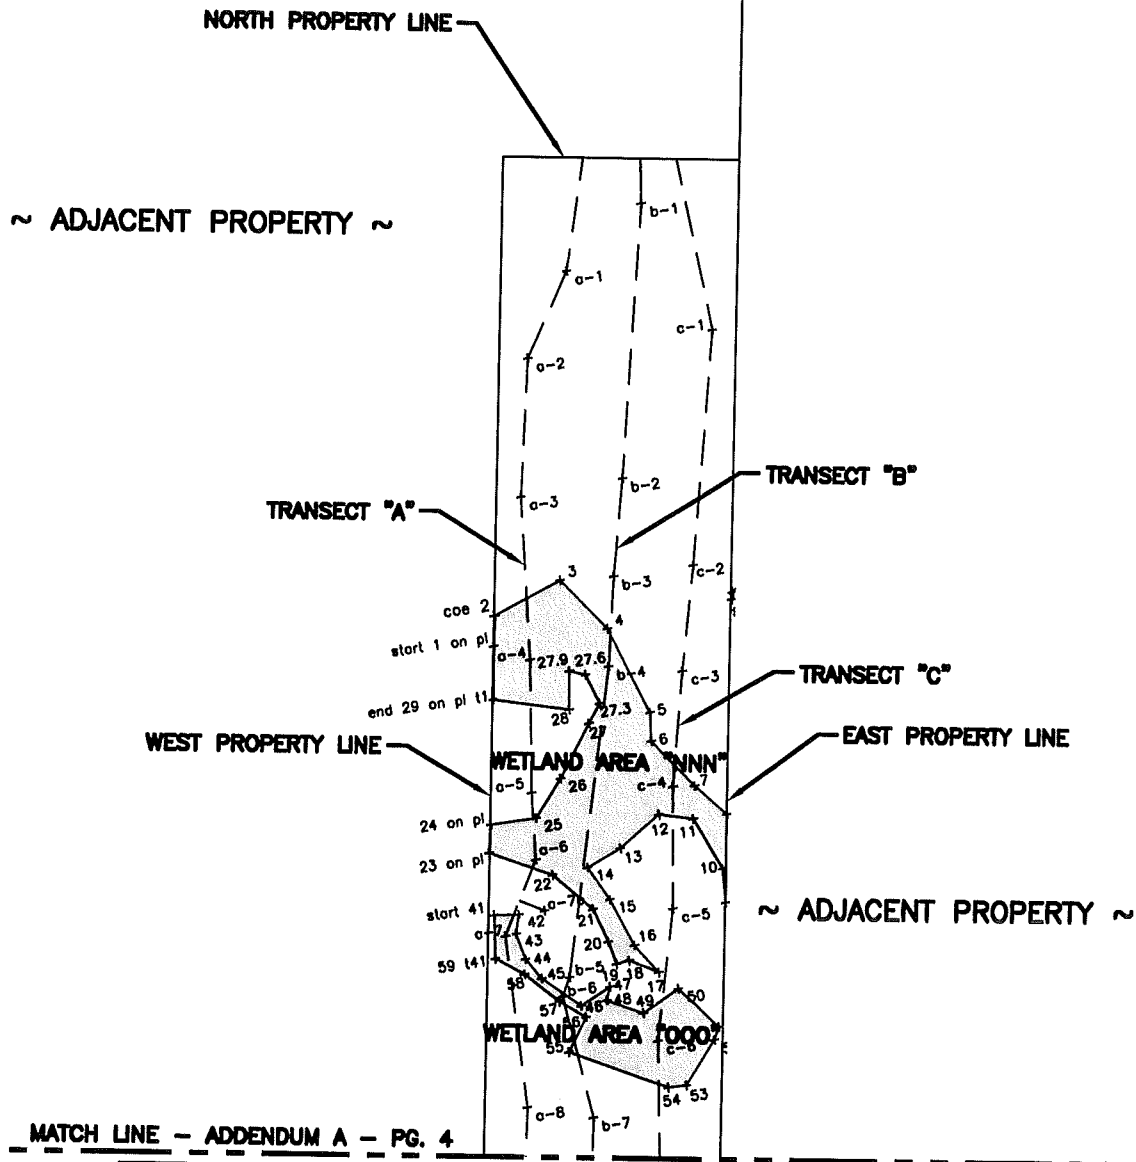 NORTH PROPERTY LINE
~ ADJACENT PROPERTY ~
b-1
a-1
c-1
a-2
TRANSECT "B"
b-2
a-3
TRANSECT "A"
c-2
b-3
3
coe 2
4
start 1 on pl
a-4
27.9
27.6
b-4
c-3
TRANSECT "C"
end 29 on pl t1
28
27.3
5
27
6
WEST PROPERTY LINE
EAST PROPERTY LINE
WETLAND AREA "NNN"
a-5
26
c-4
7
24 on pl
25
12
11
23 on pl
a-6
13
10
22
14
start 41
42
a-7b
21
15
c-5
~ ADJACENT PROPERTY ~
a-7
43
20
16
59 t41
44
58
45
b-5
19
18
17
b-6
47
50
57
46
48
49
56
WETLAND AREA "OOO"
55
c-6
54
53
a-8
b-7
MATCH LINE - ADDENDUM A - PG. 4